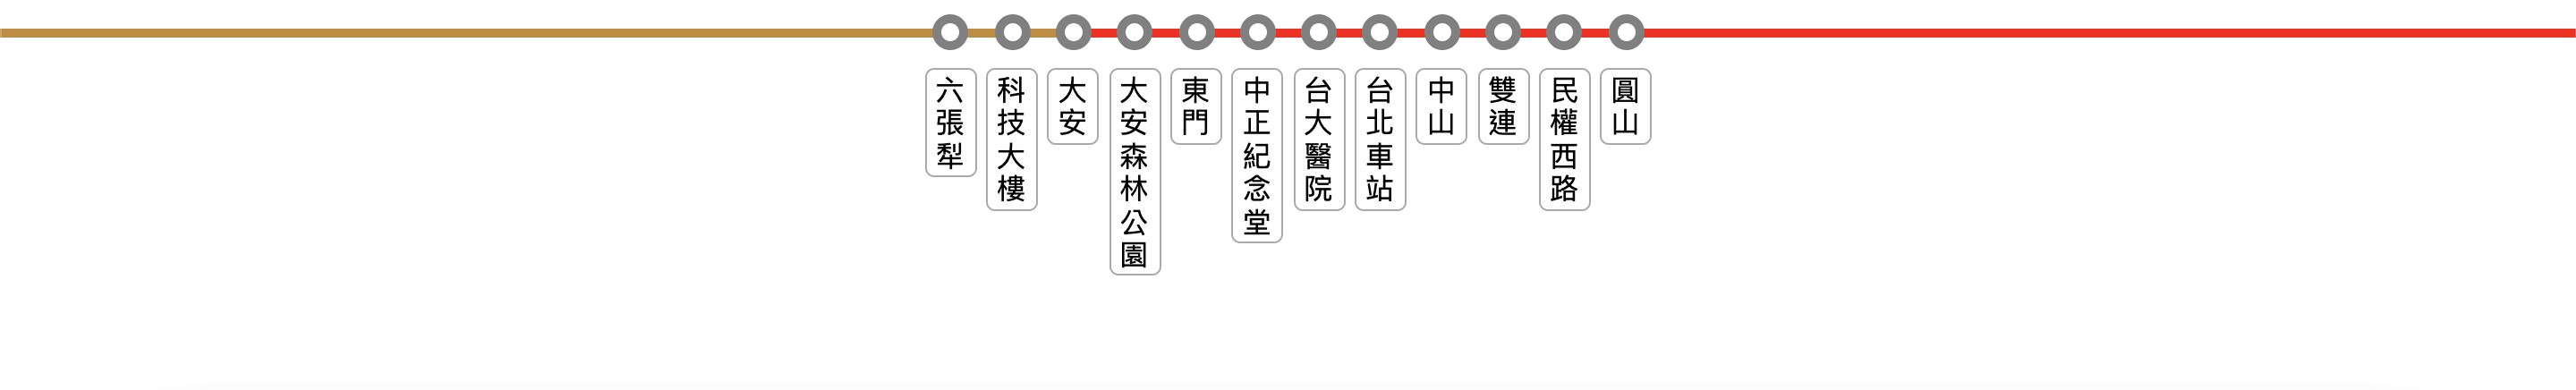 六張犁
科技大樓
大安
大安森林公園
東門
中正紀念堂
台大醫院
台北車站
中山
雙連
民權西路
圓山